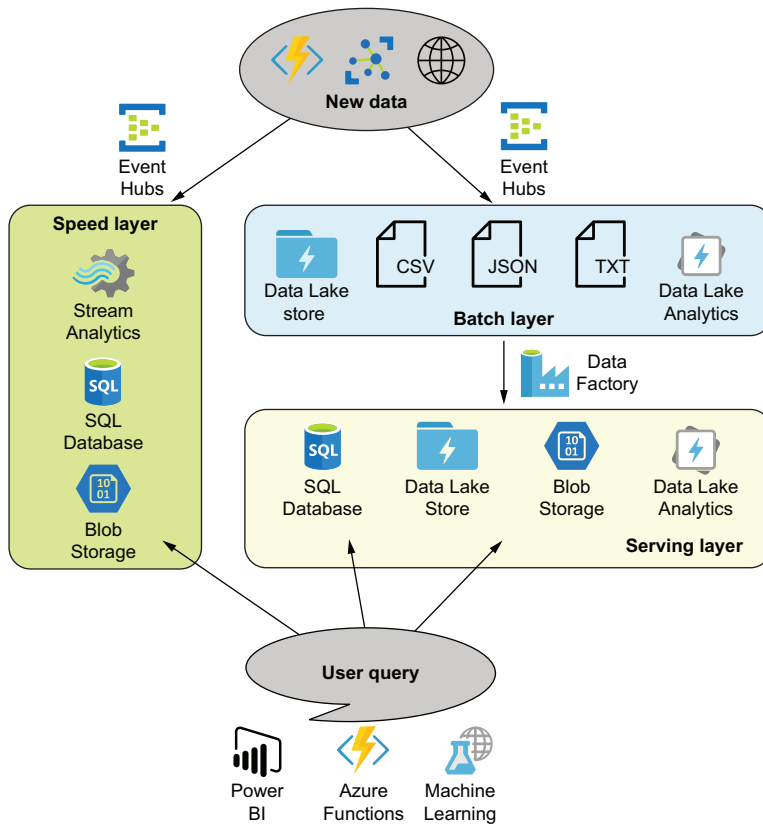 New data
Event
Hubs
Event
Hubs
Speed layer
Stream
Analytics
SQL
SQL
Database
10
01
Blob
Storage
CSV
JSON
TXT
Data Lake
store
Data Lake
Analytics
Batch layer
Data
Factory
SQL
SQL
Database
Data Lake
Store
10
01
Blob
Storage
Data Lake
Analytics
Serving layer
User query
Power
BI
Azure
Functions
Machine
Learning